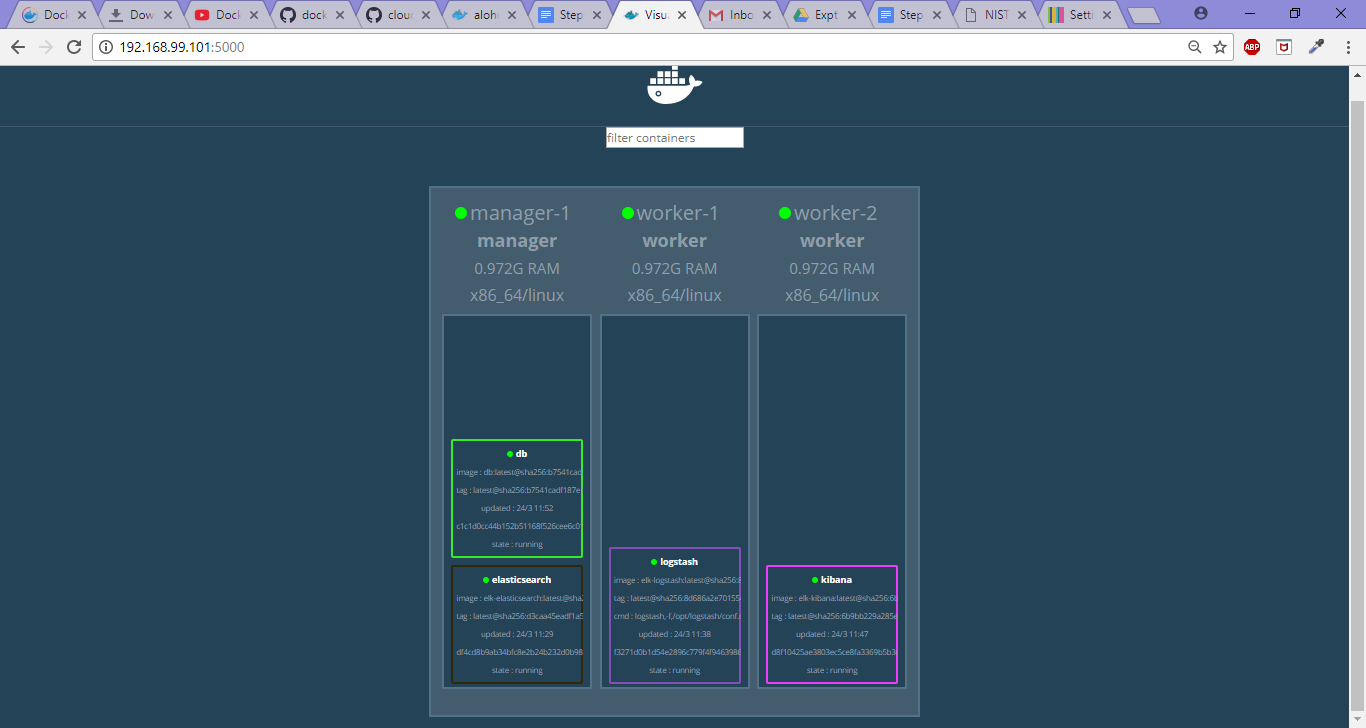 Dock
Dow
Dock
dock
clou
aloh
Step
Visu
Inbo
Expt
Step
NIST
Setti
192.168.99.101:5000
ABP
filter containers
manager-1
manager
0.972G RAM
x86_64/linux
db
image : db:latest@sha256:b7541cad
tag : latest@sha256:b7541cadf187e
updated : 24/3 11:52
c1c1d0cc44b152b51168f526cee6c0
state : running
elasticsearch
image : elk-elasticsearch:latest@sha
tag : latest@sha256:d3caa45eadf1a5
updated : 24/3 11:29
df4cd8b9ab34bfc8e2b24b232d0b98
state : running
worker-1
worker
0.972G RAM
x86_64/linux
logstash
image : elk-logstash:latest@sha256:8
tag : latest@sha256:8d686a2e70155
cmd : logstash,-f,/opt/logstash/conf.
updated : 24/3 11:38
f3271d0b1d54e2896c779f4f9463986
state : running
worker-2
worker
0.972G RAM
x86_64/linux
kibana
image : elk-kibana:latest@sha256:6b
tag : latest@sha256:6b9bb229a285e
updated : 24/3 11:47
d8f10425ae3803ec5ce8fa3369b5b3
state : running